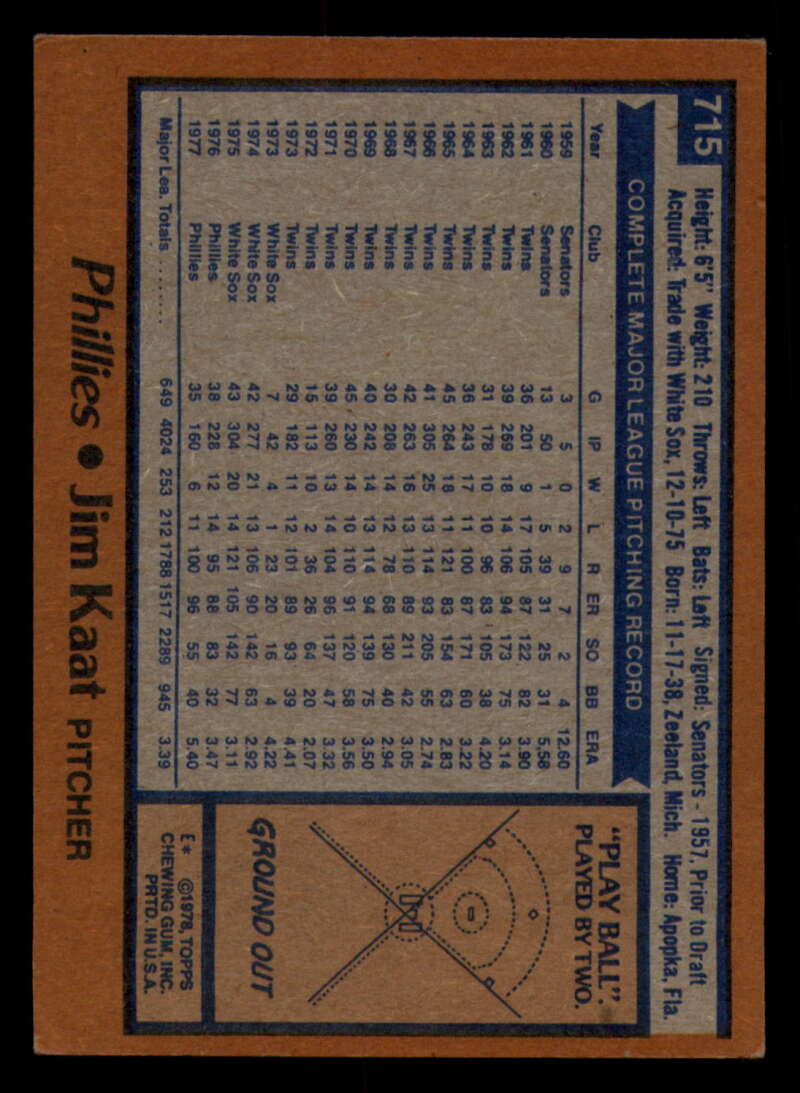 715
Height: 6'5" Weight: 210 Throws: Left Bats: Left Signed: Senators - 1957, Prior to Draft
Acquired: Trade with White Sox, 12-10-75 Born: 11-17-38, Zeeland, Mich. Home: Apopka, Fla.
COMPLETE MAJOR LEAGUE PITCHING RECORD
Year Club G IP W L R ER SO BB ERA
1959 Senators 3 5 0 2 9 7 2 4 12.60
1960 Senators 13 50 1 5 39 31 25 31 5.58
1961 Twins 36 201 9 17 105 87 122 82 3.90
1962 Twins 39 269 18 14 106 94 173 75 3.14
1963 Twins 31 178 10 10 96 83 105 38 4.20
1964 Twins 36 243 17 11 100 87 171 60 3.22
1965 Twins 45 264 18 11 121 83 154 63 2.83
1966 Twins 41 305 25 13 114 93 205 55 2.74
1967 Twins 42 263 16 13 110 89 211 42 3.05
1968 Twins 30 208 14 12 78 68 130 40 2.94
1969 Twins 40 242 14 13 114 94 139 75 3.50
1970 Twins 45 230 14 10 110 91 120 58 3.56
1971 Twins 39 260 13 14 104 96 137 47 3.32
1972 Twins 15 113 10 2 36 26 64 20 2.07
1973 Twins 29 182 11 12 101 89 93 39 4.41
1973 White Sox 7 42 4 1 23 20 16 4 4.22
1974 White Sox 42 277 21 13 106 90 142 63 2.92
1975 White Sox 43 304 20 14 121 105 142 77 3.11
1976 Phillies 38 228 12 14 95 88 83 32 3.47
1977 Phillies 35 160 6 11 100 96 55 40 5.40
Major Lea. Totals ....... 649 4024 253 212 1788 1517 2289 945 3.39
"PLAY BALL".
PLAYED BY TWO.
GROUND OUT
E* ©1978, TOPPS
CHEWING GUM, INC.
PRTD. IN U.S.A.
Phillies • Jim Kaat PITCHER